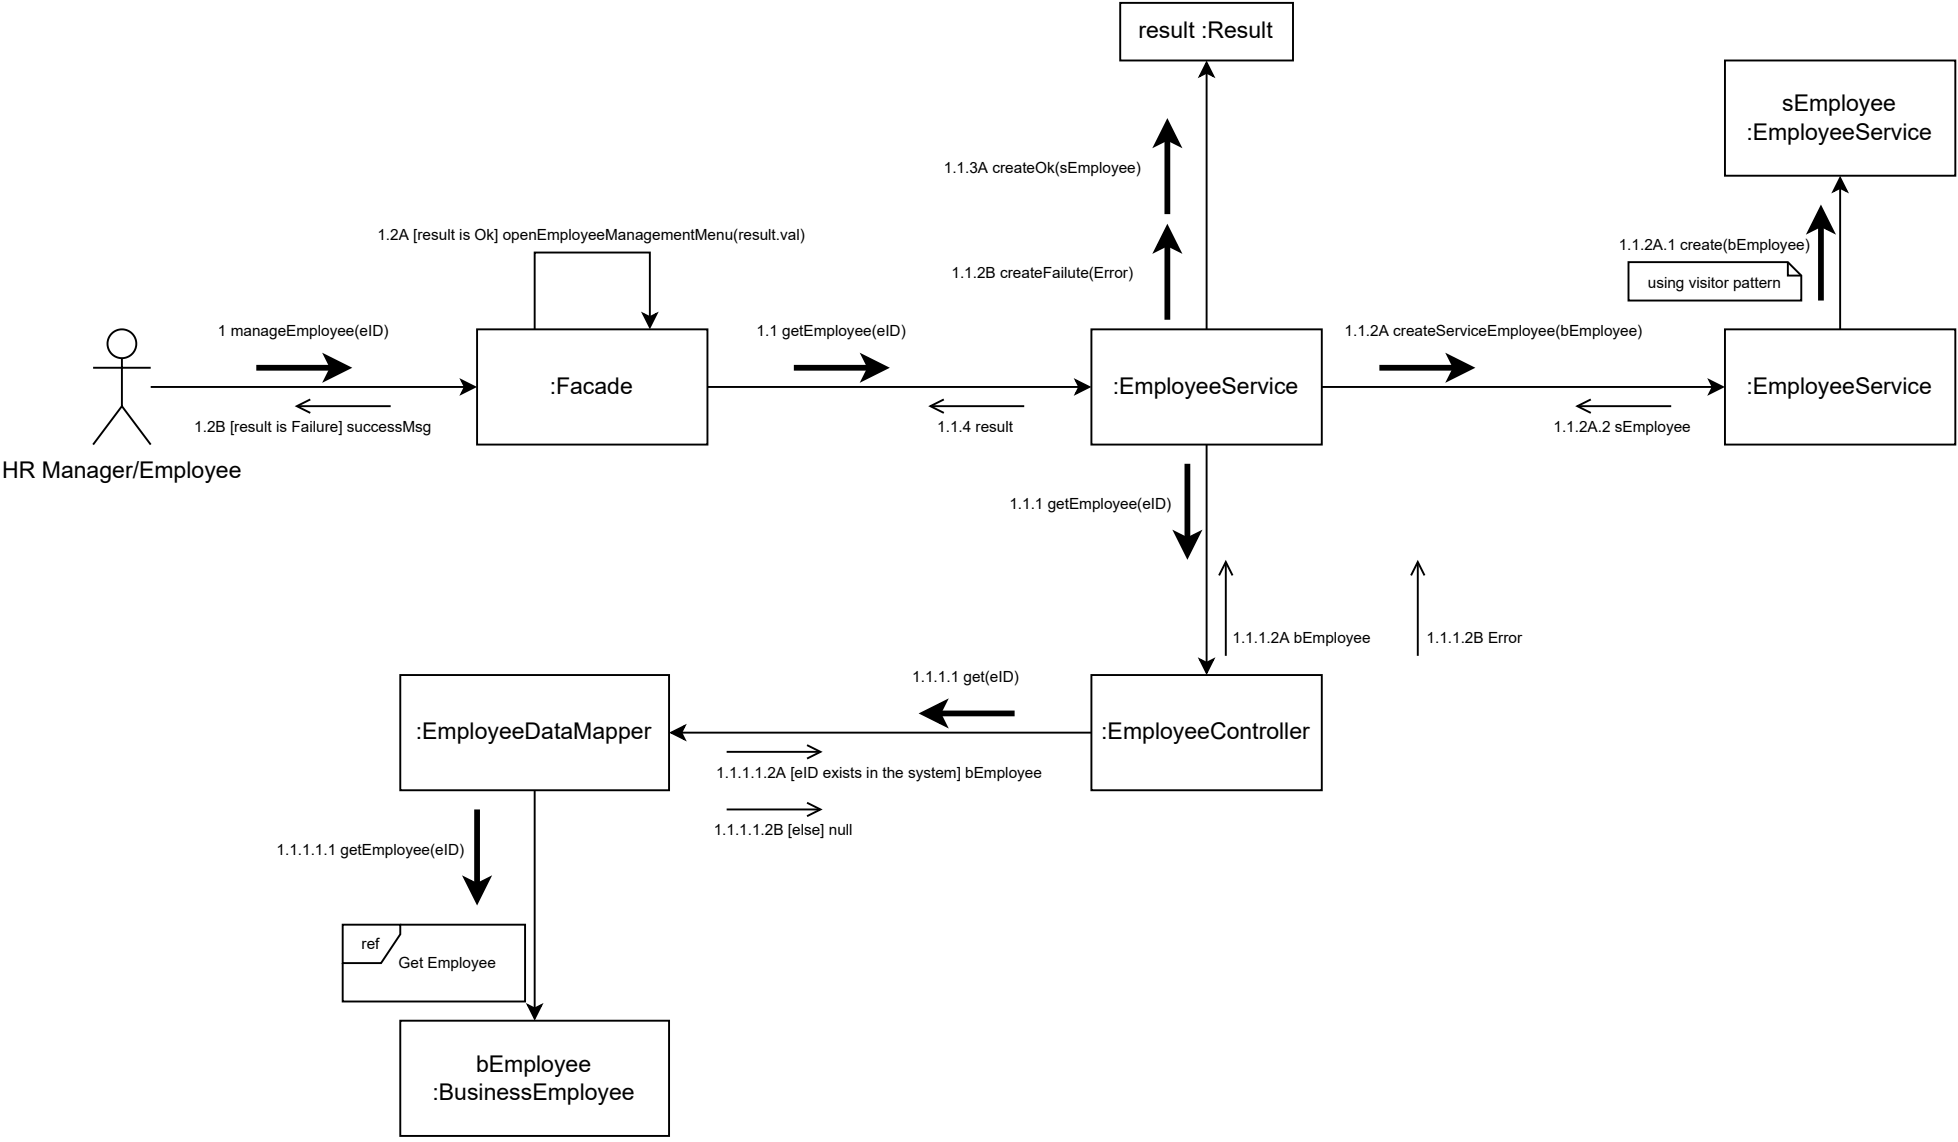 result :Result
sEmployee
:EmployeeService
1.1.3A createOk(sEmployee)
1.2A [result is Ok] openEmployeeManagementMenu(result.val)
1.1.2A.1 create(bEmployee)
1.1.2B createFailute(Error)
using visitor pattern
1 manageEmployee(eID)
1.1 getEmployee(eID)
1.1.2A createServiceEmployee(bEmployee)
:Facade
:EmployeeService
:EmployeeService
1.2B [result is Failure] successMsg
1.1.4 result
1.1.2A.2 sEmployee
HR Manager/Employee
1.1.1 getEmployee(eID)
1.1.1.2A bEmployee
1.1.1.2B Error
1.1.1.1 get(eID)
:EmployeeDataMapper
:EmployeeController
1.1.1.1.2A [eID exists in the system] bEmployee
1.1.1.1.2B [else] null
1.1.1.1.1 getEmployee(eID)
ref
Get Employee
bEmployee
:BusinessEmployee